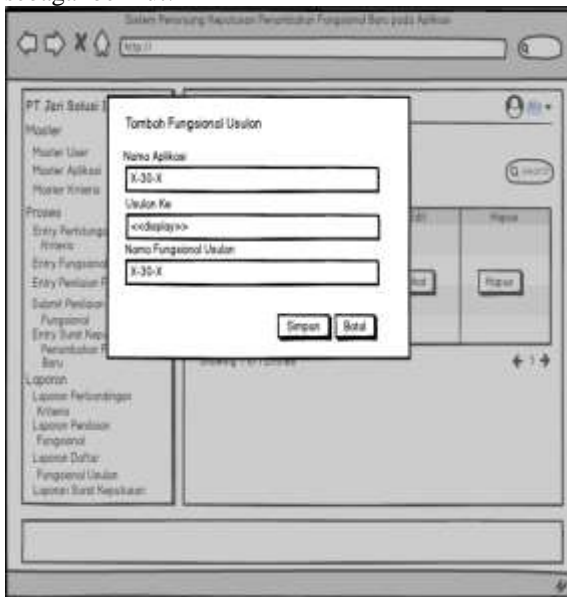 Sistem Penunjang Keputusan Penambahan Fungsional Baru pada Aplikasi
http://
PT Jari Solusi
Master
Master User
Master Aplikasi
Master Kriteria
Proses
Entry
Kriteria
Entry Fungsional
Entry Penilaian F
Submit Penilaian
Fungsional
Entry Surat Kep
Penambahan F
Baru
Laporan
Laporan Perbandingan
Kriteria
Laporan Penilaian
Fungsional
Laporan Daftar
Fungsional Usulan
Laporan Surat Keputusan
Tambah Fungsional Usulan
Nama Aplikasi
X-30-X
Usulan Ke
<<display>>
Nama Fungsional Usulan
X-30-X
Simpan
Batal
search
Hapus
Hapus
1